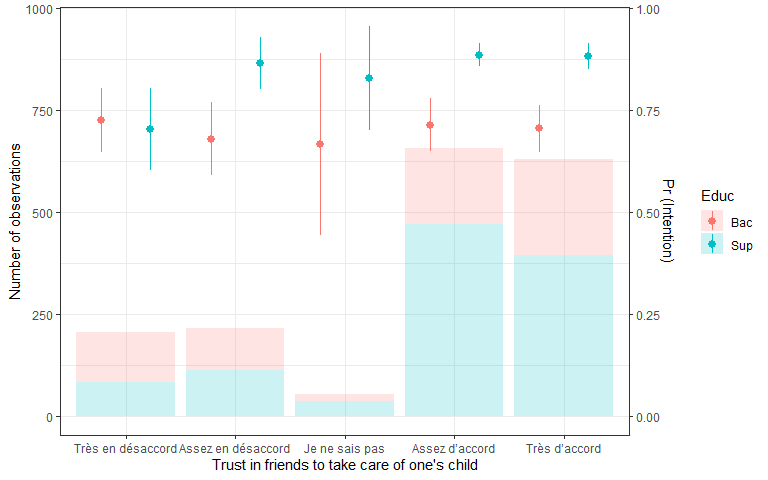 1000
750
500
250
0
Number of observations
1.00
0.75
0.50
0.25
0.00
Pr (Intention)
Educ
Bac
Sup
Très en désaccord
Assez en désaccord
Je ne sais pas
Assez d'accord
Très d'accord
Trust in friends to take care of one's child